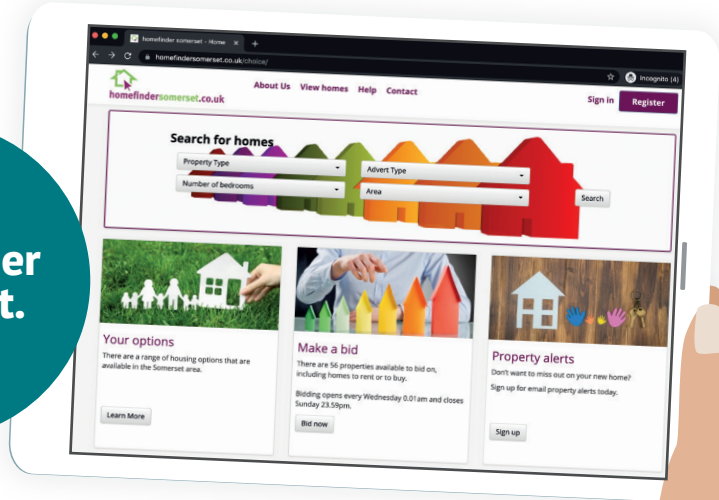 homefinder somerset – Home
homefindersomerset.co.uk/choice/
Incognito (4)
homefindersomerset.co.uk
About Us View homes Help Contact
Sign in Register
Search for homes
Property Type
Advert Type
Number of bedrooms
Area
Search
er
t.
Your options
There are a range of housing options that are
available in the Somerset area.
Learn More
Make a bid
There are 56 properties available to bid on,
including homes to rent or to buy.
Bidding opens every Wednesday 0.01am and closes
Sunday 23.59pm.
Bid now
Property alerts
Don't want to miss out on your new home?
Sign up for email property alerts today.
Sign up